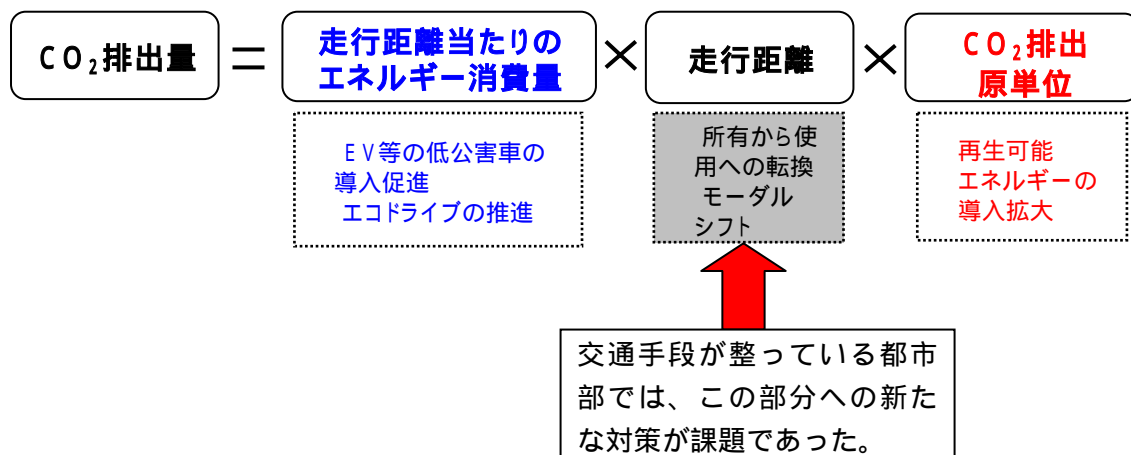 CO₂排出量
＝
走行距離当たりの
エネルギー消費量
×
走行距離
×
CO₂排出
原単位
EV等の低公害車の
導入促進
エコドライブの推進
所有から使
用への転換
モーダル
シフト
再生可能
エネルギーの
導入拡大
交通手段が整っている都市
部では、この部分への新た
な対策が課題であった。